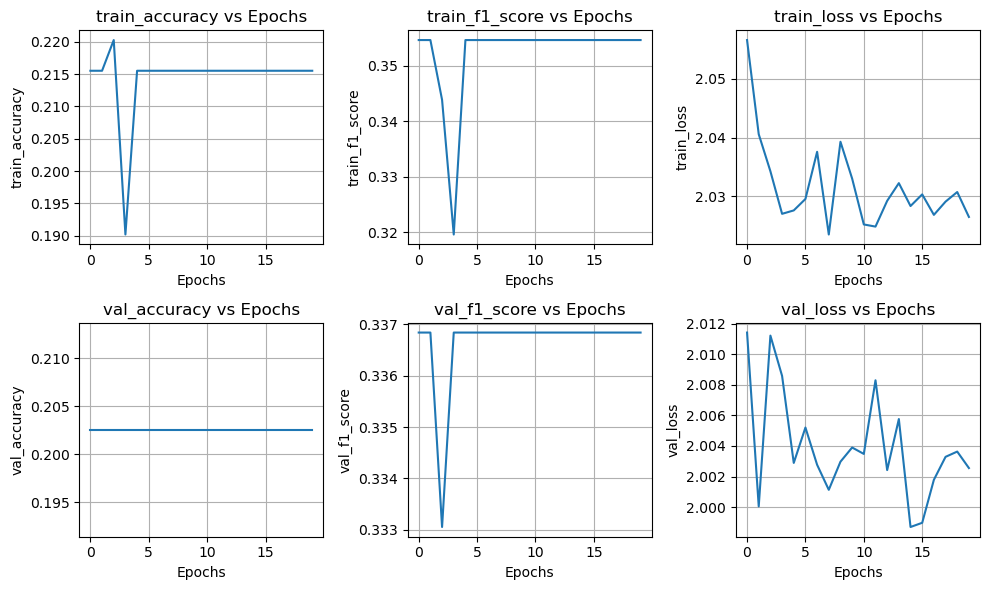 train_accuracy vs Epochs
train_accuracy
0.220
0.215
0.210
0.205
0.200
0.195
0.190
0 5 10 15
Epochs
train_f1_score vs Epochs
train_f1_score
0.35
0.34
0.33
0.32
0 5 10 15
Epochs
train_loss vs Epochs
train_loss
2.05
2.04
2.03
0 5 10 15
Epochs
val_accuracy vs Epochs
val_accuracy
0.210
0.205
0.200
0.195
0 5 10 15
Epochs
val_f1_score vs Epochs
val_f1_score
0.337
0.336
0.335
0.334
0.333
0 5 10 15
Epochs
val_loss vs Epochs
val_loss
2.012
2.010
2.008
2.006
2.004
2.002
2.000
0 5 10 15
Epochs